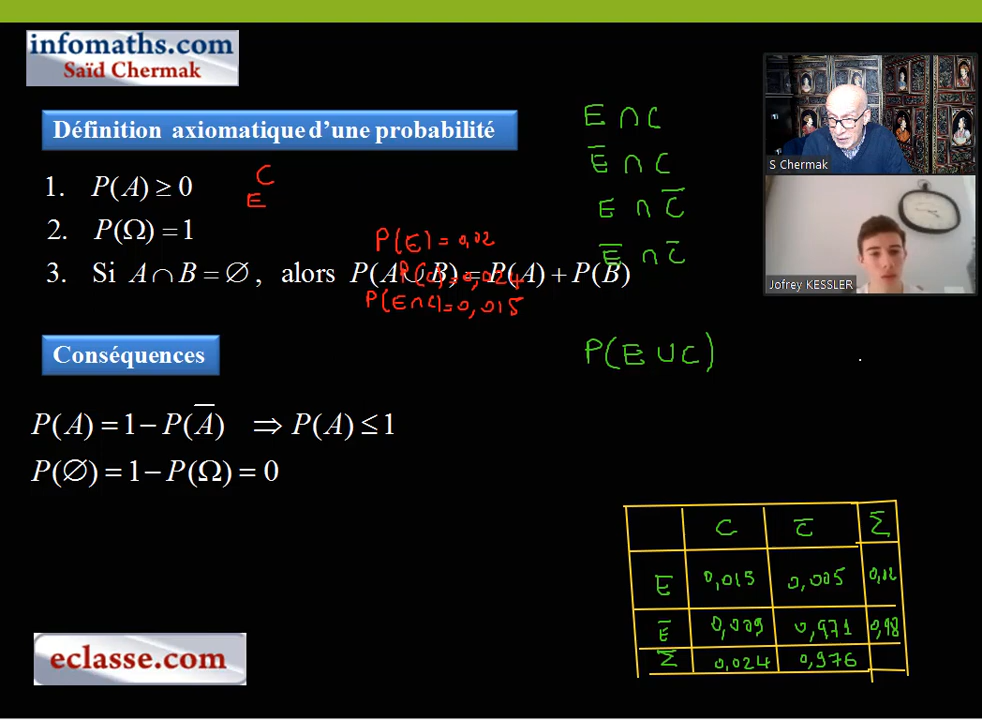 infomaths.com
Saïd Chermak
Définition axiomatique d'une probabilité
1. P(A) ≥ 0
2. P(Ω) = 1
3. Si A ∩ B = ∅, alors P(A ∪ B) = P(A) + P(B)
C
E
P(E) = 0,02
P(C) = 0,024
P(E∩C) = 0,015
Conséquences
P(A) = 1 − P(A̅) ⇒ P(A) ≤ 1
P(∅) = 1 − P(Ω) = 0
eclasse.com
E ∩ C
E̅ ∩ C
E ∩ C̅
E̅ ∩ C̅
P(E ∪ C)
S Chermak
Jofrey KESSLER
C C̅ Σ
E 0,015 0,005 0,02
E̅ 0,009 0,971 0,98
Σ 0,024 0,976